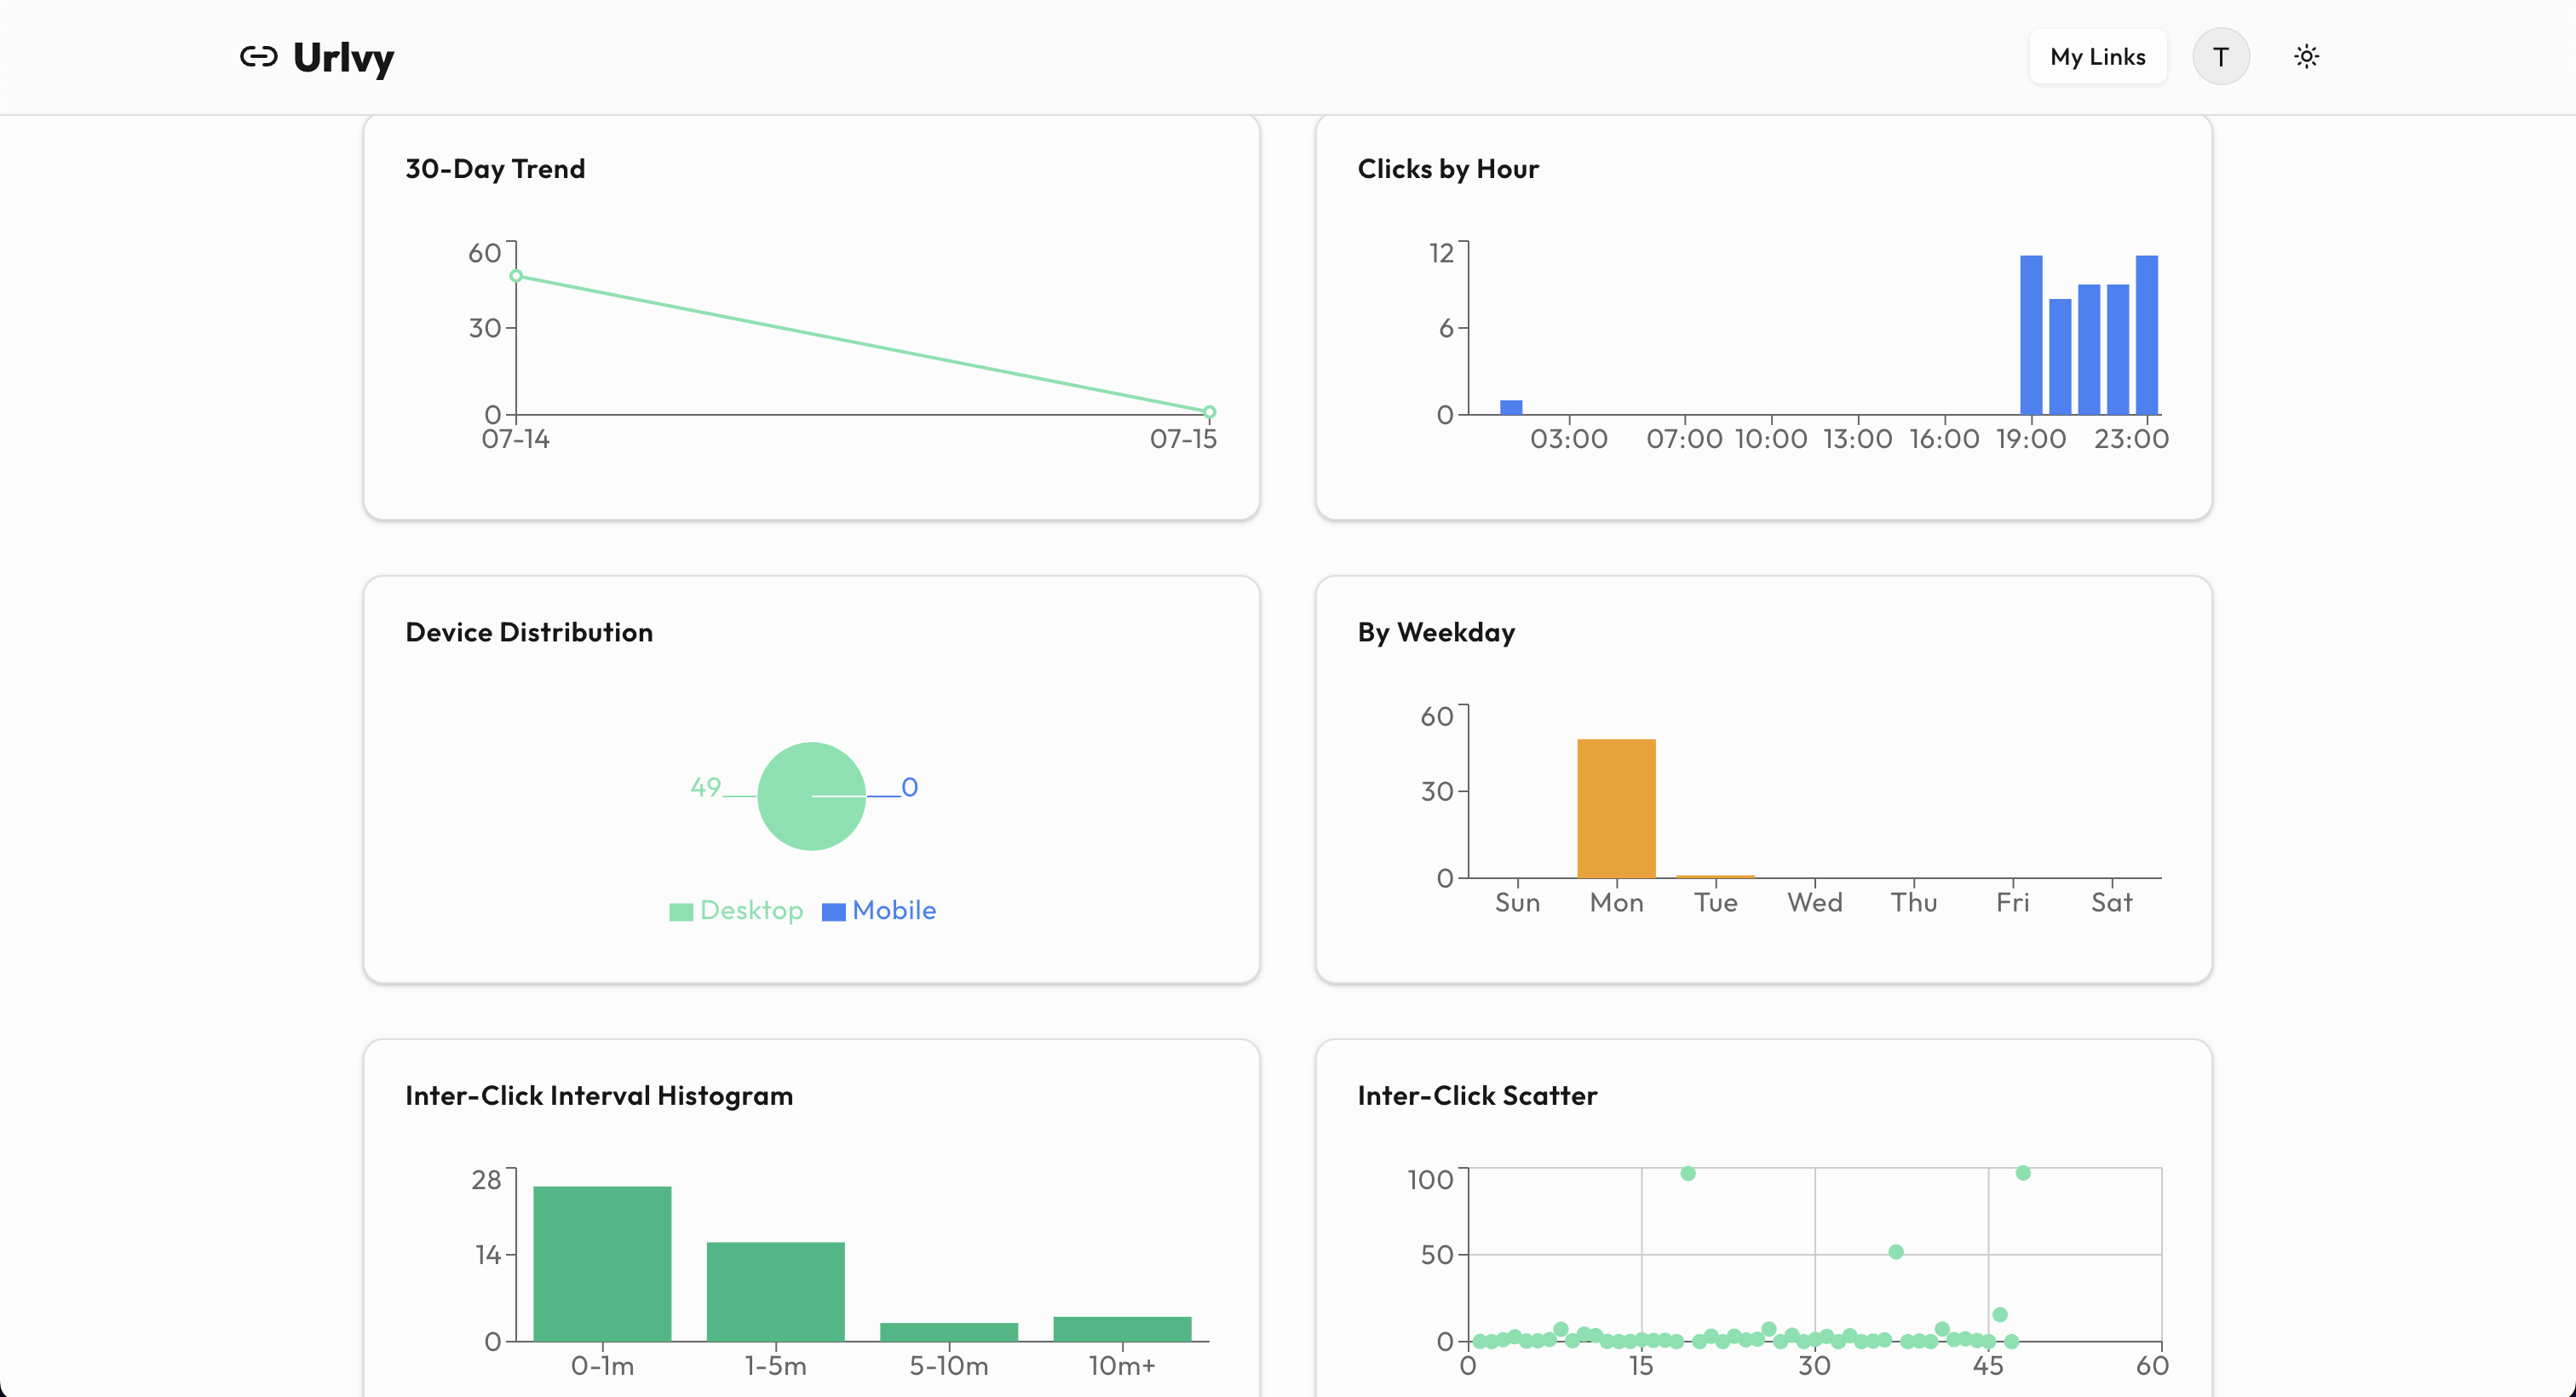 Urlvy
My Links
T
30-Day Trend
60
30
0
07-14 07-15
Clicks by Hour
12
6
0
03:00 07:00 10:00 13:00 16:00 19:00 23:00
Device Distribution
49 0
Desktop Mobile
By Weekday
60
30
0
Sun Mon Tue Wed Thu Fri Sat
Inter-Click Interval Histogram
28
14
0
0-1m 1-5m 5-10m 10m+
Inter-Click Scatter
100
50
0
0 15 30 45 60